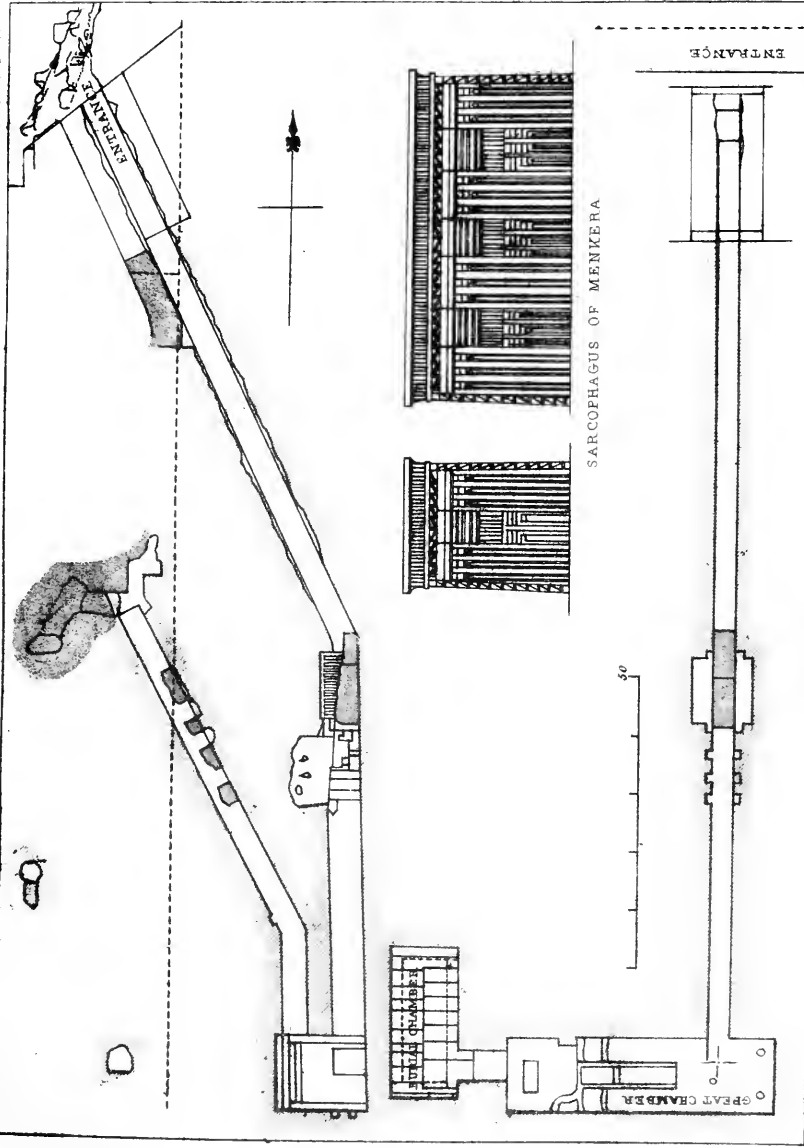 ENTRANCE
ENTRANCE
SARCOPHAGUS OF MENKERA
50
BURIAL CHAMBER
GREAT CHAMBER